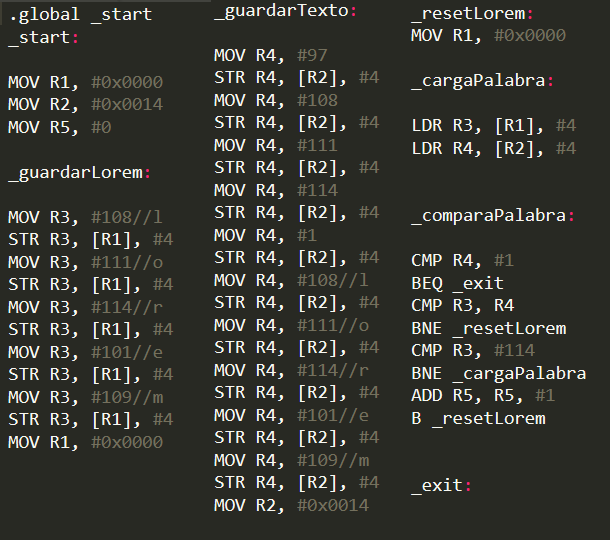 .global _start
_start:
MOV R1, #0x0000
MOV R2, #0x0014
MOV R5, #0
_guardarLorem:
MOV R3, #108//l
STR R3, [R1], #4
MOV R3, #111//o
STR R3, [R1], #4
MOV R3, #114//r
STR R3, [R1], #4
MOV R3, #101//e
STR R3, [R1], #4
MOV R3, #109//m
STR R3, [R1], #4
MOV R1, #0x0000
_guardarTexto:
MOV R4, #97
STR R4, [R2], #4
MOV R4, #108
STR R4, [R2], #4
MOV R4, #111
STR R4, [R2], #4
MOV R4, #114
STR R4, [R2], #4
MOV R4, #1
STR R4, [R2], #4
MOV R4, #108//l
STR R4, [R2], #4
MOV R4, #111//o
STR R4, [R2], #4
MOV R4, #114//r
STR R4, [R2], #4
MOV R4, #101//e
STR R4, [R2], #4
MOV R4, #109//m
STR R4, [R2], #4
MOV R2, #0x0014
_resetLorem:
MOV R1, #0x0000
_cargaPalabra:
LDR R3, [R1], #4
LDR R4, [R2], #4
_comparaPalabra:
CMP R4, #1
BEQ _exit
CMP R3, R4
BNE _resetLorem
CMP R3, #114
BNE _cargaPalabra
ADD R5, R5, #1
B _resetLorem
_exit: